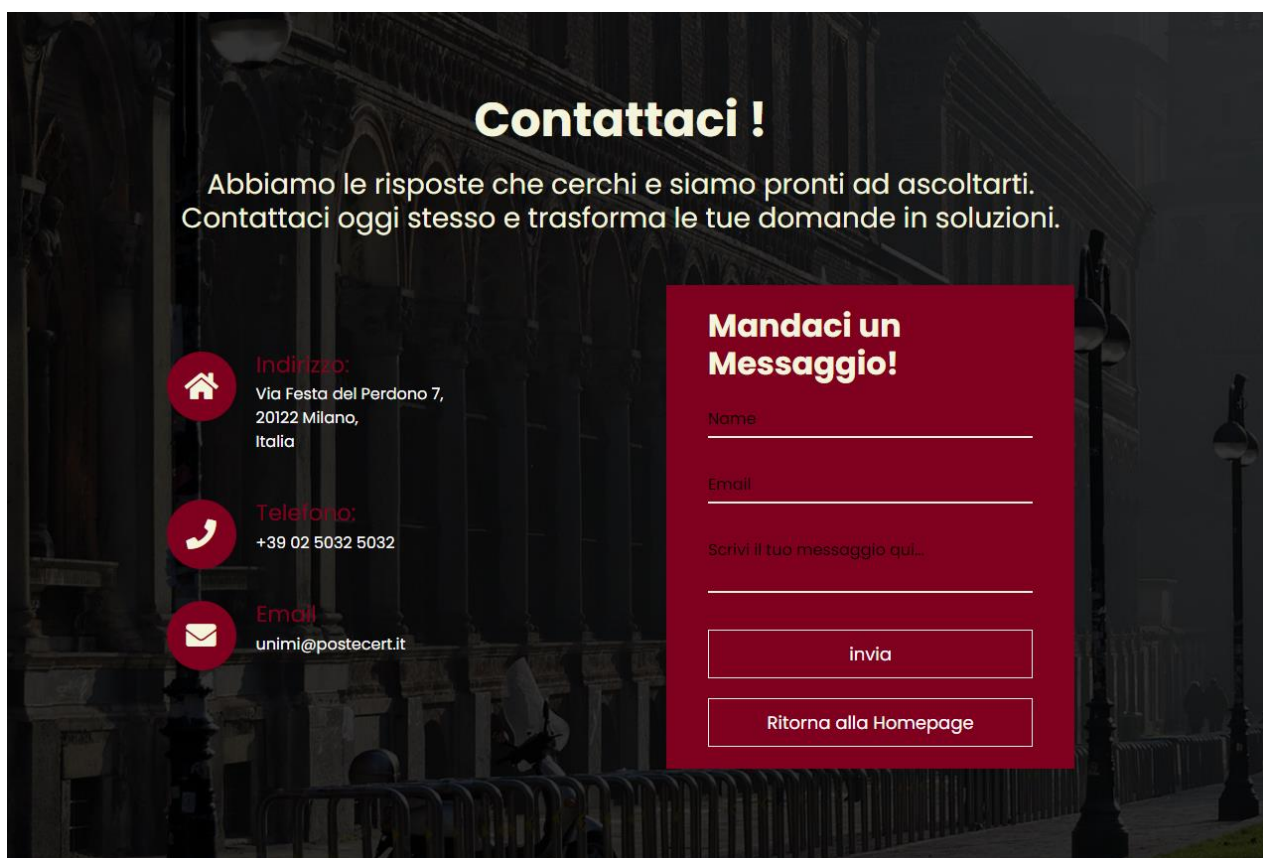 Contattaci !
Abbiamo le risposte che cerchi e siamo pronti ad ascoltarti.
Contattaci oggi stesso e trasforma le tue domande in soluzioni.
Indirizzo:
Via Festa del Perdono 7,
20122 Milano,
Italia
Telefono:
+39 02 5032 5032
Email
unimi@postecert.it
Mandaci un
Messaggio!
Name
Email
Scrivi il tuo messaggio qui...
invia
Ritorna alla Homepage